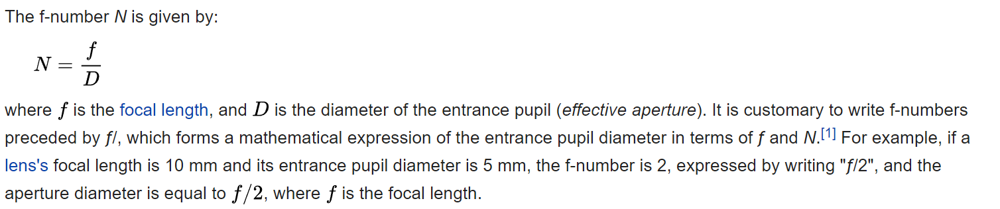 The f-number N is given by:
N = f/D
where f is the focal length, and D is the diameter of the entrance pupil (effective aperture). It is customary to write f-numbers
preceded by f/, which forms a mathematical expression of the entrance pupil diameter in terms of f and N.[1] For example, if a
lens's focal length is 10 mm and its entrance pupil diameter is 5 mm, the f-number is 2, expressed by writing "f/2", and the
aperture diameter is equal to f/2, where f is the focal length.